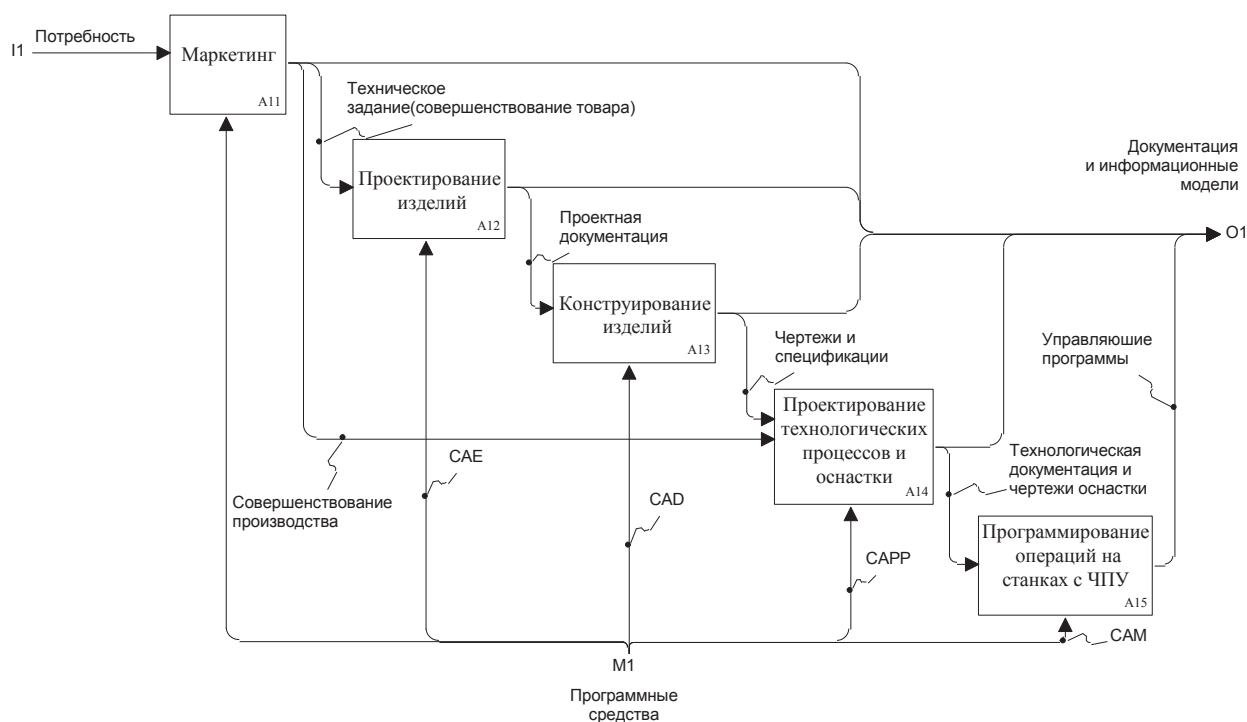 I1
Потребность
Маркетинг
A11
Техническое
задание(совершенствование товара)
Проектирование
изделий
A12
Документация
и информационные
модели
O1
Проектная
документация
Конструирование
изделий
A13
Чертежи и
спецификации
Управляюшие
программы
Проектирование
технологических
процессов и
оснастки
A14
Совершенствование
производства
CAE
CAD
CAPP
Технологическая
документация и
чертежи оснастки
Программирование
операций на
станках с ЧПУ
A15
CAM
M1
Программные
средства